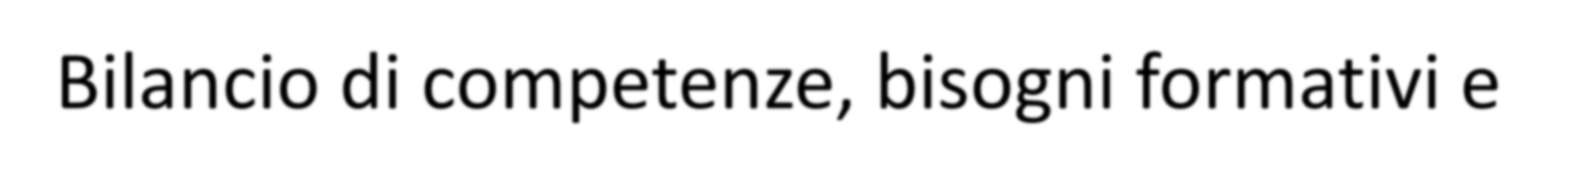 Bilancio di competenze, bisogni formativi e